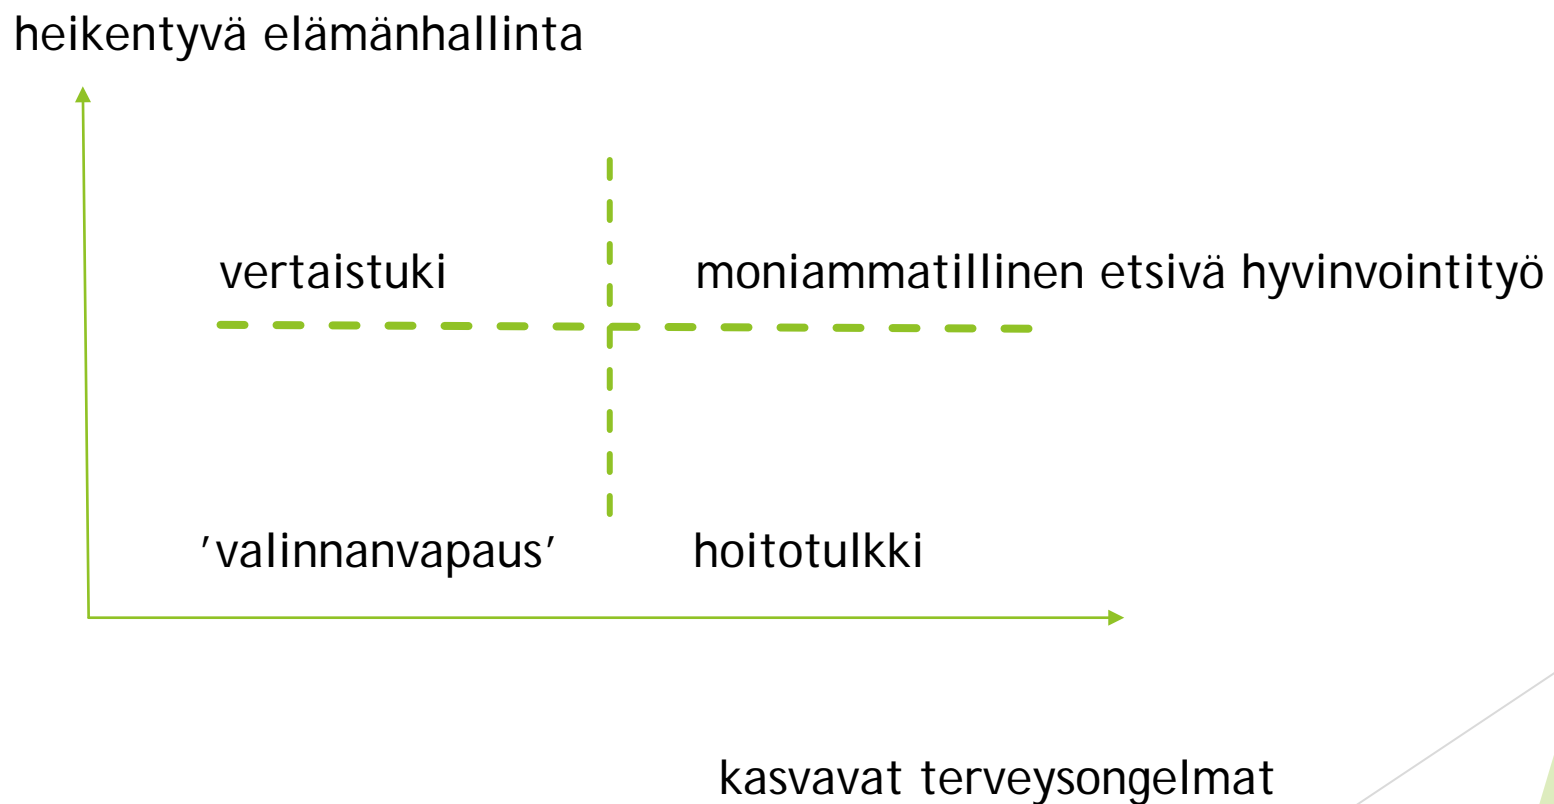 heikentyvä elämänhallinta
vertaistuki
moniammatillinen etsivä hyvinvointityö
’valinnanvapaus’
hoitotulkki
kasvavat terveysongelmat